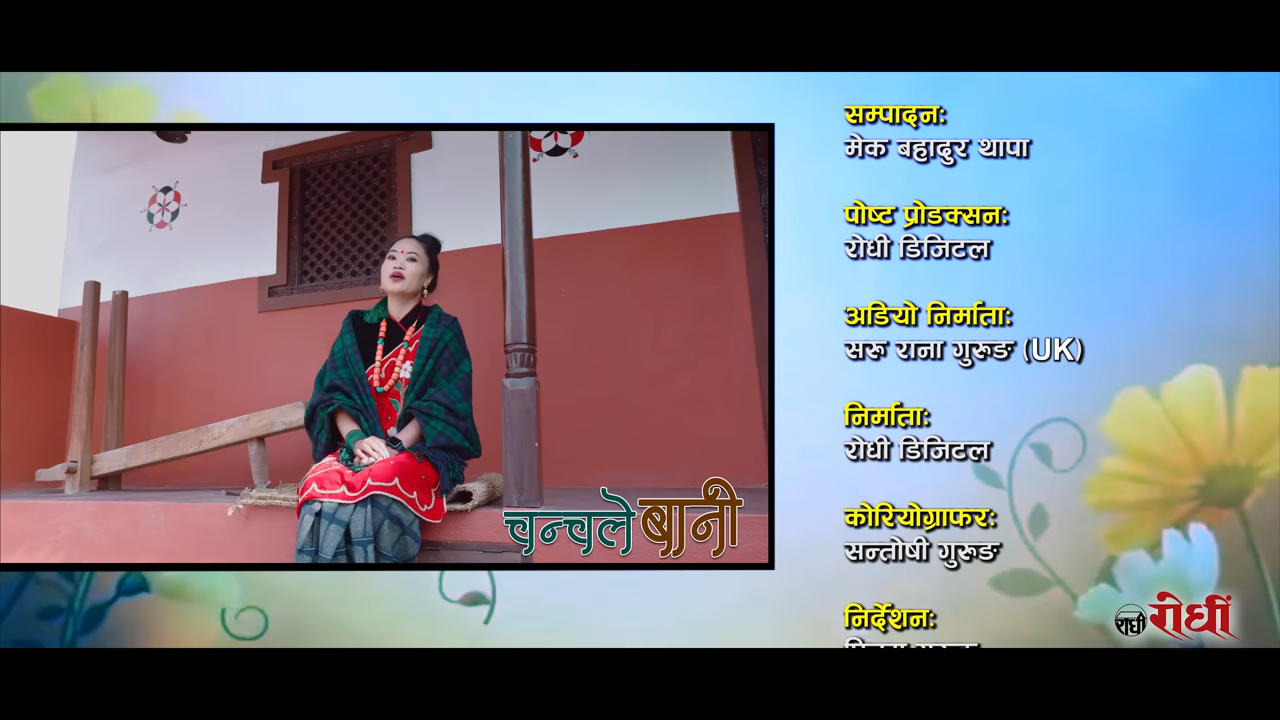 चन्चले बानी
सम्पादन:
मेक बहादुर थापा
पोष्ट प्रोडक्सन:
रोधी डिजिटल
अडियो निर्माता:
सरू राना गुरूङ (UK)
निर्माता:
रोधी डिजिटल
कोरियोग्राफर:
सन्तोषी गुरूङ
निर्देशन:
रोधी रोधीं